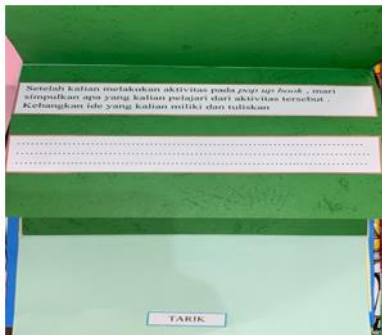 Setelah kalian melakukan aktivitas pada pop up book , mari
simpulkan apa yang kalian pelajari dari aktivitas tersebut .
Kebangkan ide yang kalian miliki dan tuliskan
TARIK